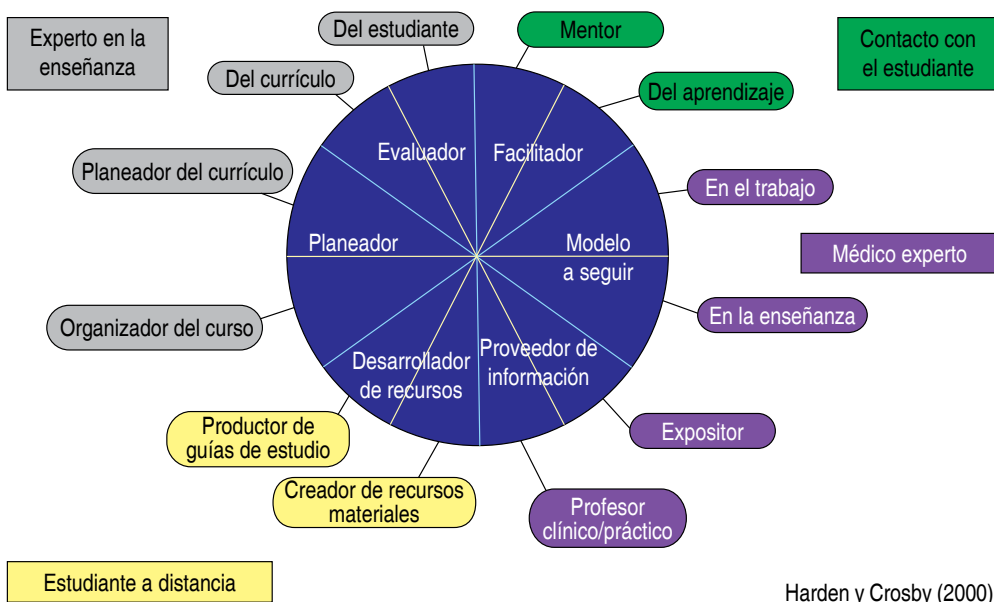 Experto en la
enseñanza
Del estudiante
Mentor
Contacto con
el estudiante
Del currículo
Del aprendizaje
Evaluador
Facilitador
Planeador del currículo
En el trabajo
Planeador
Modelo
a seguir
Médico experto
Organizador del curso
En la enseñanza
Desarrollador
de recursos
Proveedor de
información
Productor de
guías de estudio
Expositor
Creador de recursos
materiales
Profesor
clínico/práctico
Estudiante a distancia
Harden y Crosby (2000)